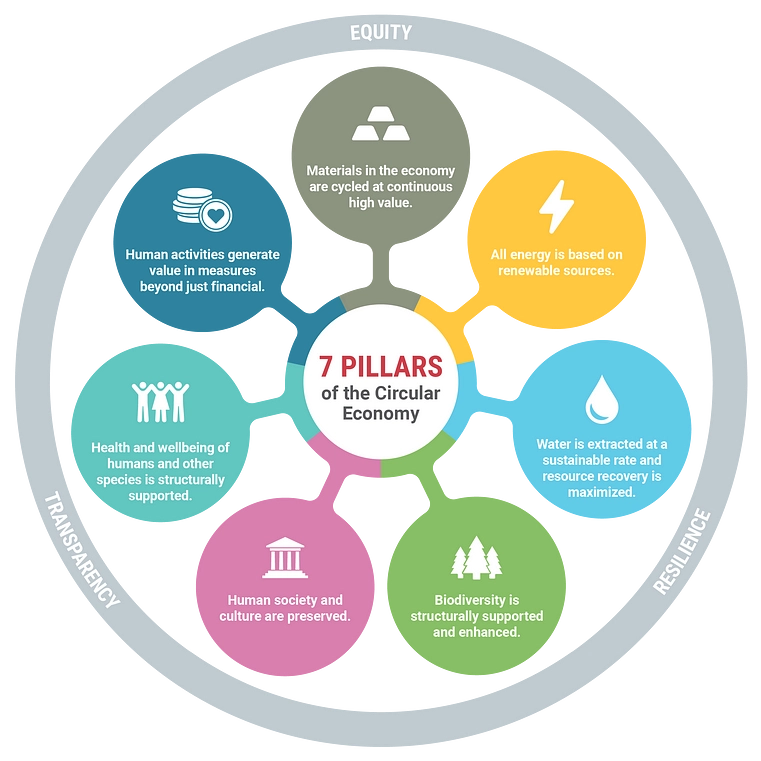 EQUITY
Materials in the economy
are cycled at continuous
high value.
All energy is based on
renewable sources.
Water is extracted at a
sustainable rate and
resource recovery is
maximized.
Biodiversity is
structurally supported
and enhanced.
Human society and
culture are preserved.
Health and wellbeing of
humans and other
species is structurally
supported.
Human activities generate
value in measures
beyond just financial.
7 PILLARS
of the Circular
Economy
RESILIENCE
TRANSPARENCY